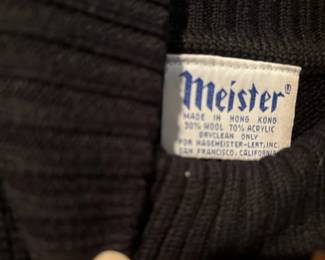 Meister®
MADE IN HONG KONG
30% WOOL 70% ACRYLIC
DRYCLEAN ONLY
FOR HAGEMEISTER-LERT, INC.
SAN FRANCISCO, CALIFORNIA